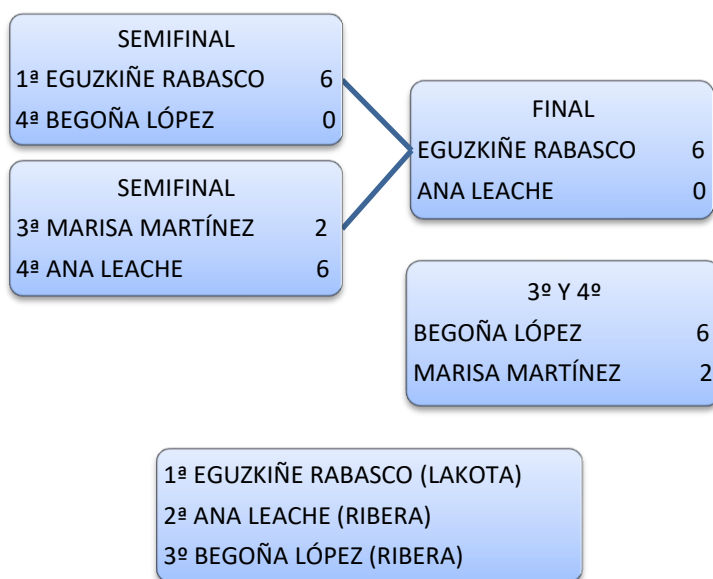 SEMIFINAL
1ª EGUZKIÑE RABASCO 6
4ª BEGOÑA LÓPEZ 0
SEMIFINAL
3ª MARISA MARTÍNEZ 2
4ª ANA LEACHE 6
FINAL
EGUZKIÑE RABASCO 6
ANA LEACHE 0
3º Y 4º
BEGOÑA LÓPEZ 6
MARISA MARTÍNEZ 2
1ª EGUZKIÑE RABASCO (LAKOTA)
2ª ANA LEACHE (RIBERA)
3º BEGOÑA LÓPEZ (RIBERA)